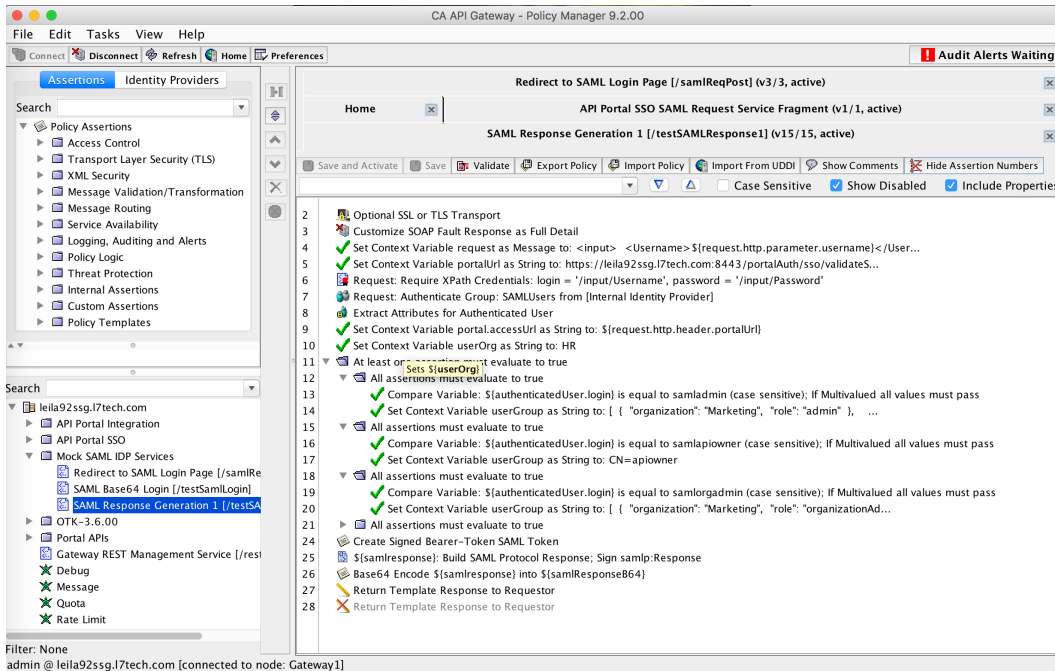 CA API Gateway - Policy Manager 9.2.00
File Edit Tasks View Help
Connect Disconnect Refresh Home Preferences Audit Alerts Waiting
Assertions Identity Providers
Search
Policy Assertions
Access Control
Transport Layer Security (TLS)
XML Security
Message Validation/Transformation
Message Routing
Service Availability
Logging, Auditing and Alerts
Policy Logic
Threat Protection
Internal Assertions
Custom Assertions
Policy Templates
Search
leila92ssg.l7tech.com
API Portal Integration
API Portal SSO
Mock SAML IDP Services
Redirect to SAML Login Page [/samlRe
SAML Base64 Login [/testSamlLogin]
SAML Response Generation 1 [/testSA
OTK-3.6.00
Portal APIs
Gateway REST Management Service [/rest
Debug
Message
Quota
Rate Limit
Filter: None
admin @ leila92ssg.l7tech.com [connected to node: Gateway1]
Redirect to SAML Login Page [/samlReqPost] (v3/3, active)
Home API Portal SSO SAML Request Service Fragment (v1/1, active)
SAML Response Generation 1 [/testSAMLResponse1] (v15/15, active)
Save and Activate Save Validate Export Policy Import Policy Import From UDDI Show Comments Hide Assertion Numbers
Case Sensitive Show Disabled Include Properties
2 Optional SSL or TLS Transport
3 Customize SOAP Fault Response as Full Detail
4 Set Context Variable request as Message to: <input> <Username>${request.http.parameter.username}</User...
5 Set Context Variable portalUrl as String to: https://leila92ssg.l7tech.com:8443/portalAuth/sso/validateS...
6 Request: Require XPath Credentials: login = '/input/Username', password = '/input/Password'
7 Request: Authenticate Group: SAMLUsers from [Internal Identity Provider]
8 Extract Attributes for Authenticated User
9 Set Context Variable portal.accessUrl as String to: ${request.http.header.portalUrl}
10 Set Context Variable userOrg as String to: HR
11 At least one assertion must evaluate to true
Sets ${userOrg}
12 All assertions must evaluate to true
13 Compare Variable: ${authenticatedUser.login} is equal to samladmin (case sensitive); If Multivalued all values must pass
14 Set Context Variable userGroup as String to: [ { "organization": "Marketing", "role": "admin" }, ...
15 All assertions must evaluate to true
16 Compare Variable: ${authenticatedUser.login} is equal to samlapiowner (case sensitive); If Multivalued all values must pass
17 Set Context Variable userGroup as String to: CN=apiowner
18 All assertions must evaluate to true
19 Compare Variable: ${authenticatedUser.login} is equal to samlorgadmin (case sensitive); If Multivalued all values must pass
20 Set Context Variable userGroup as String to: [ { "organization": "Marketing", "role": "organizationAd...
21 All assertions must evaluate to true
24 Create Signed Bearer-Token SAML Token
25 ${samlresponse}: Build SAML Protocol Response; Sign samlp:Response
26 Base64 Encode ${samlresponse} into ${samlResponseB64}
27 Return Template Response to Requestor
28 Return Template Response to Requestor